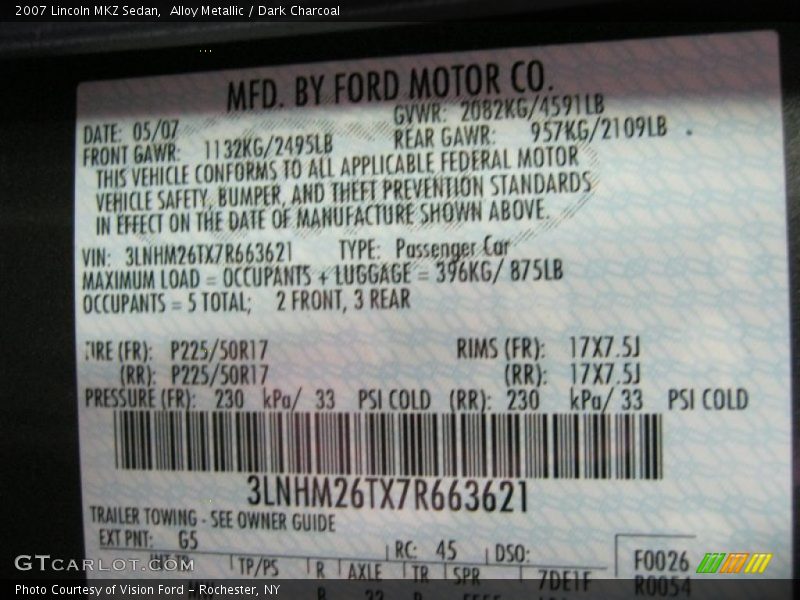 2007 Lincoln MKZ Sedan,  Alloy Metallic / Dark Charcoal
MFD. BY FORD MOTOR CO.
DATE: 05/07 GVWR: 2082KG/4591LB
FRONT GAWR: 1132KG/2495LB REAR GAWR: 957KG/2109LB
THIS VEHICLE CONFORMS TO ALL APPLICABLE FEDERAL MOTOR
VEHICLE SAFETY, BUMPER, AND THEFT PREVENTION STANDARDS
IN EFFECT ON THE DATE OF MANUFACTURE SHOWN ABOVE.
VIN: 3LNHM26TX7R663621 TYPE: Passenger Car
MAXIMUM LOAD = OCCUPANTS + LUGGAGE = 396KG/ 875LB
OCCUPANTS = 5 TOTAL; 2 FRONT, 3 REAR
TIRE (FR): P225/50R17 RIMS (FR): 17X7.5J
(RR): P225/50R17 (RR): 17X7.5J
PRESSURE (FR): 230 kPa/ 33 PSI COLD (RR): 230 kPa/ 33 PSI COLD
3LNHM26TX7R663621
TRAILER TOWING - SEE OWNER GUIDE
EXT PNT: G5 RC: 45 DSO: F0026
INT TR TP/PS R AXLE TR SPR 7DE1F R0054
GTCARLOT.COM
Photo Courtesy of Vision Ford – Rochester, NY